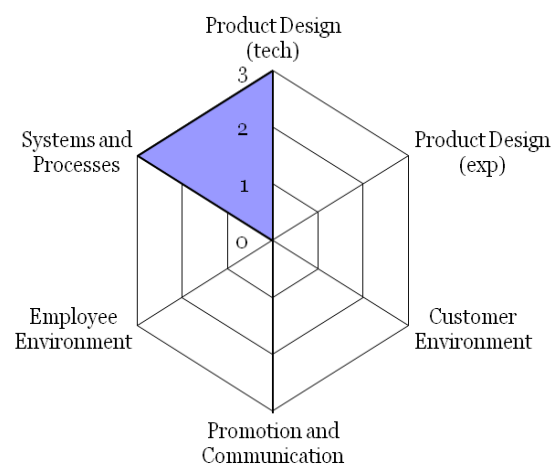 Product Design
(tech)
3
Systems and
Processes
2
Product Design
(exp)
1
0
Employee
Environment
Customer
Environment
Promotion and
Communication